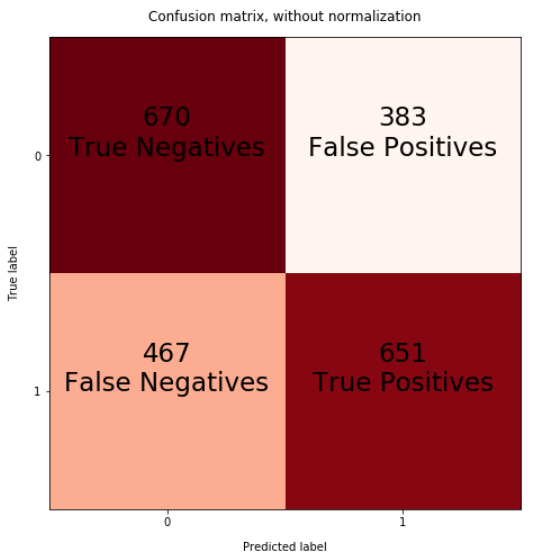 Confusion matrix, without normalization
670
True Negatives
383
False Positives
0
467
False Negatives
651
True Positives
1
True label
0
1
Predicted label